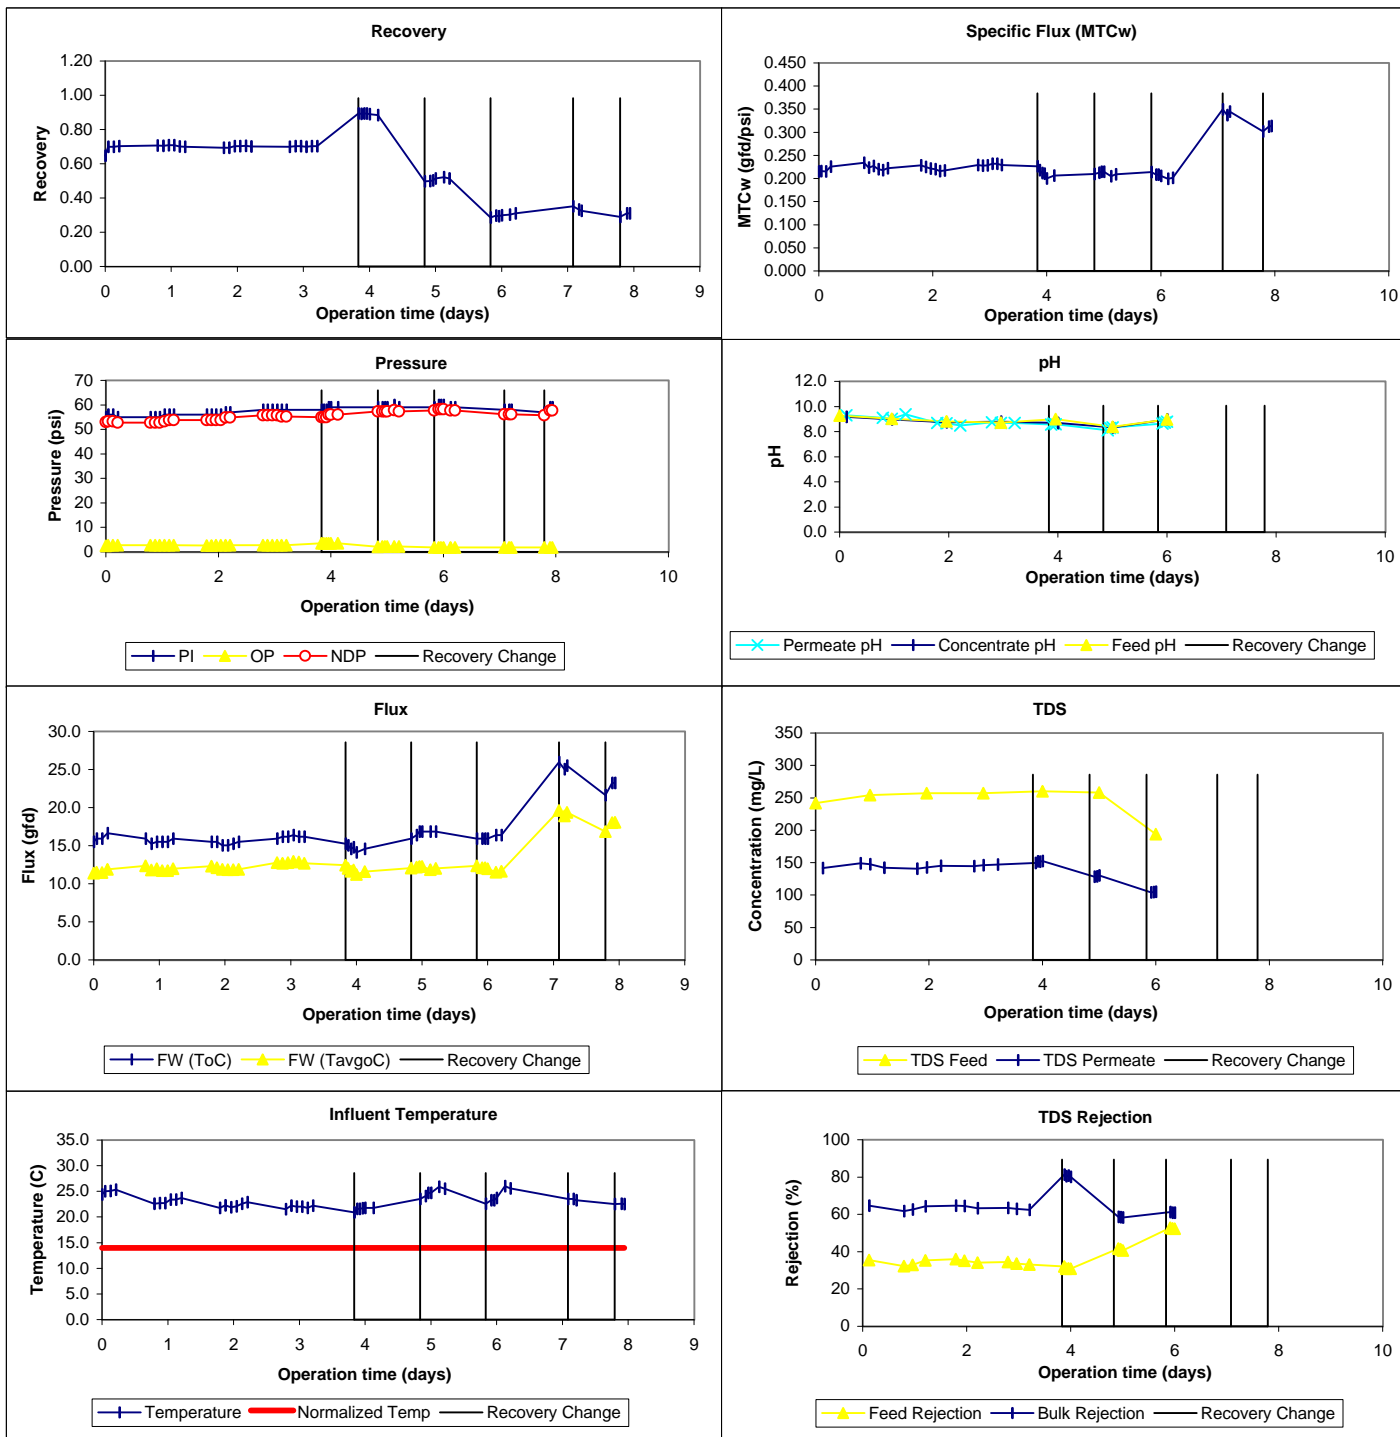 Recovery
1.20
1.00
0.80
0.60
0.40
0.20
0.00
Recovery
0 1 2 3 4 5 6 7 8 9
Operation time (days)
Specific Flux (MTCw)
0.450
0.400
0.350
0.300
0.250
0.200
0.150
0.100
0.050
0.000
MTCw (gfd/psi)
0 2 4 6 8 10
Operation time (days)
Pressure
70
60
50
40
30
20
10
0
Pressure (psi)
0 2 4 6 8 10
Operation time (days)
PI OP NDP Recovery Change
pH
12.0
10.0
8.0
6.0
4.0
2.0
0.0
pH
0 2 4 6 8 10
Operation time (days)
Permeate pH Concentrate pH Feed pH Recovery Change
Flux
30.0
25.0
20.0
15.0
10.0
5.0
0.0
Flux (gfd)
0 1 2 3 4 5 6 7 8 9
Operation time (days)
FW (ToC) FW (TavgoC) Recovery Change
TDS
350
300
250
200
150
100
50
0
Concentration (mg/L)
0 2 4 6 8 10
Operation time (days)
TDS Feed TDS Permeate Recovery Change
Influent Temperature
35.0
30.0
25.0
20.0
15.0
10.0
5.0
0.0
Temperature (C)
0 1 2 3 4 5 6 7 8 9
Operation time (days)
Temperature Normalized Temp Recovery Change
TDS Rejection
100
80
60
40
20
0
Rejection (%)
0 2 4 6 8 10
Operation time (days)
Feed Rejection Bulk Rejection Recovery Change